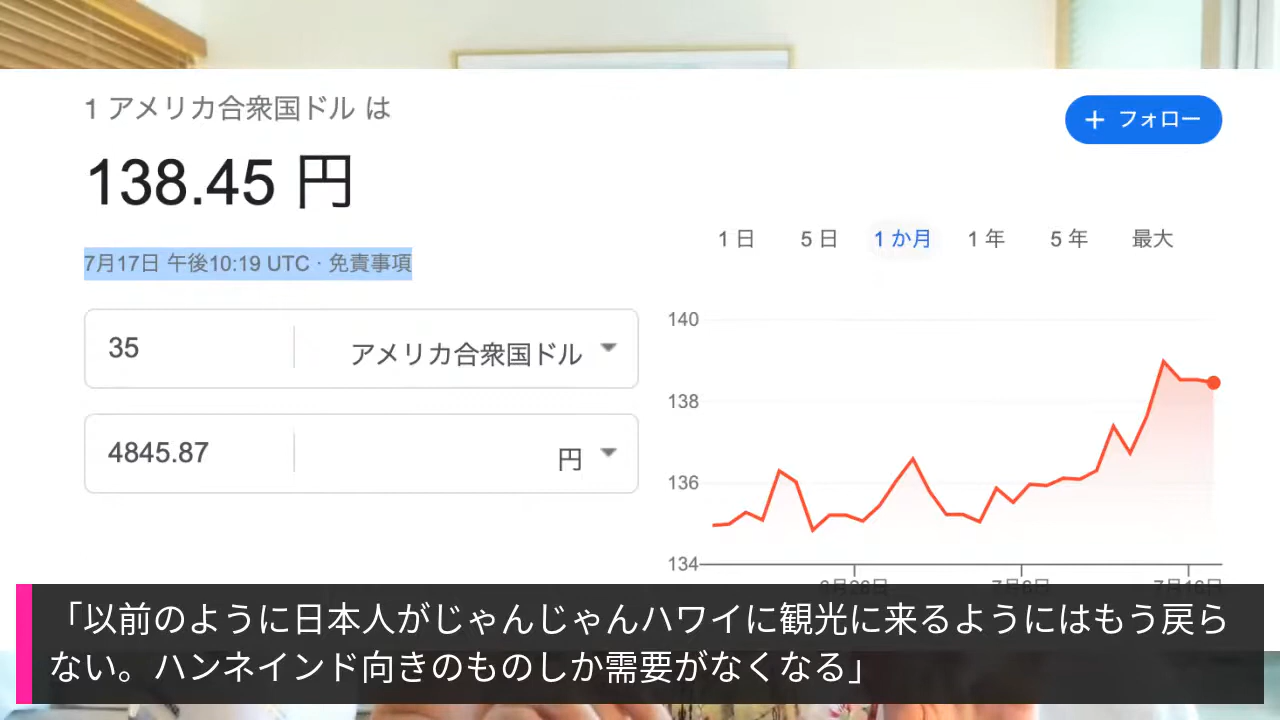 1 アメリカ合衆国ドル は
138.45 円
7月17日 午後10:19 UTC · 免責事項
+ フォロー
1 日 5 日 1 か月 1 年 5 年 最大
35 アメリカ合衆国ドル
4845.87 円
140
138
136
134
「以前のように日本人がじゃんじゃんハワイに観光に来るようにはもう戻ら
ない。ハンネインド向きのものしか需要がなくなる」